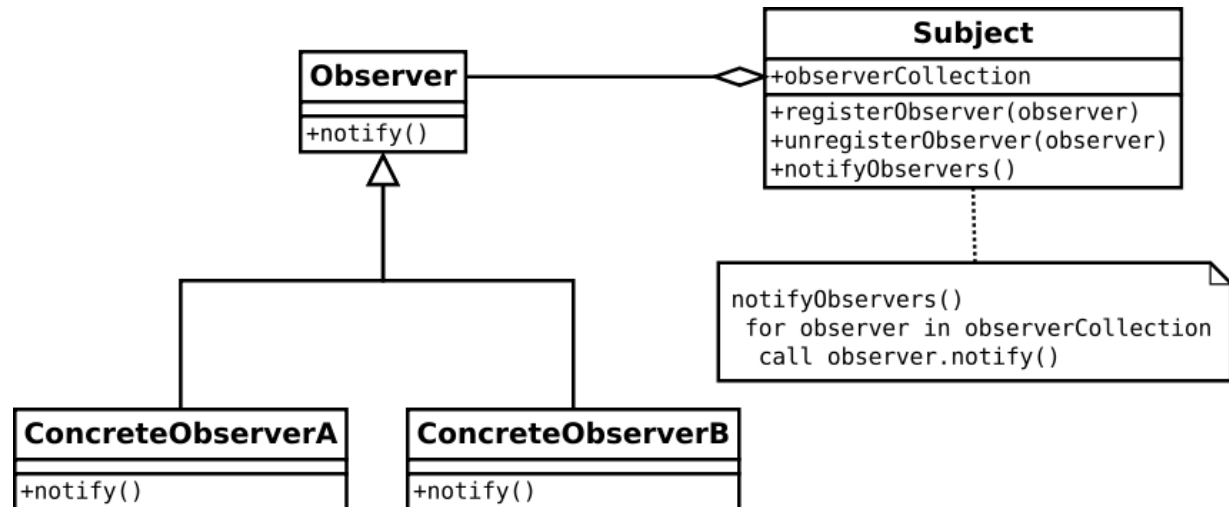 Observer
+notify()
Subject
+observerCollection
+registerObserver(observer)
+unregisterObserver(observer)
+notifyObservers()
notifyObservers()
for observer in observerCollection
call observer.notify()
ConcreteObserverA
+notify()
ConcreteObserverB
+notify()